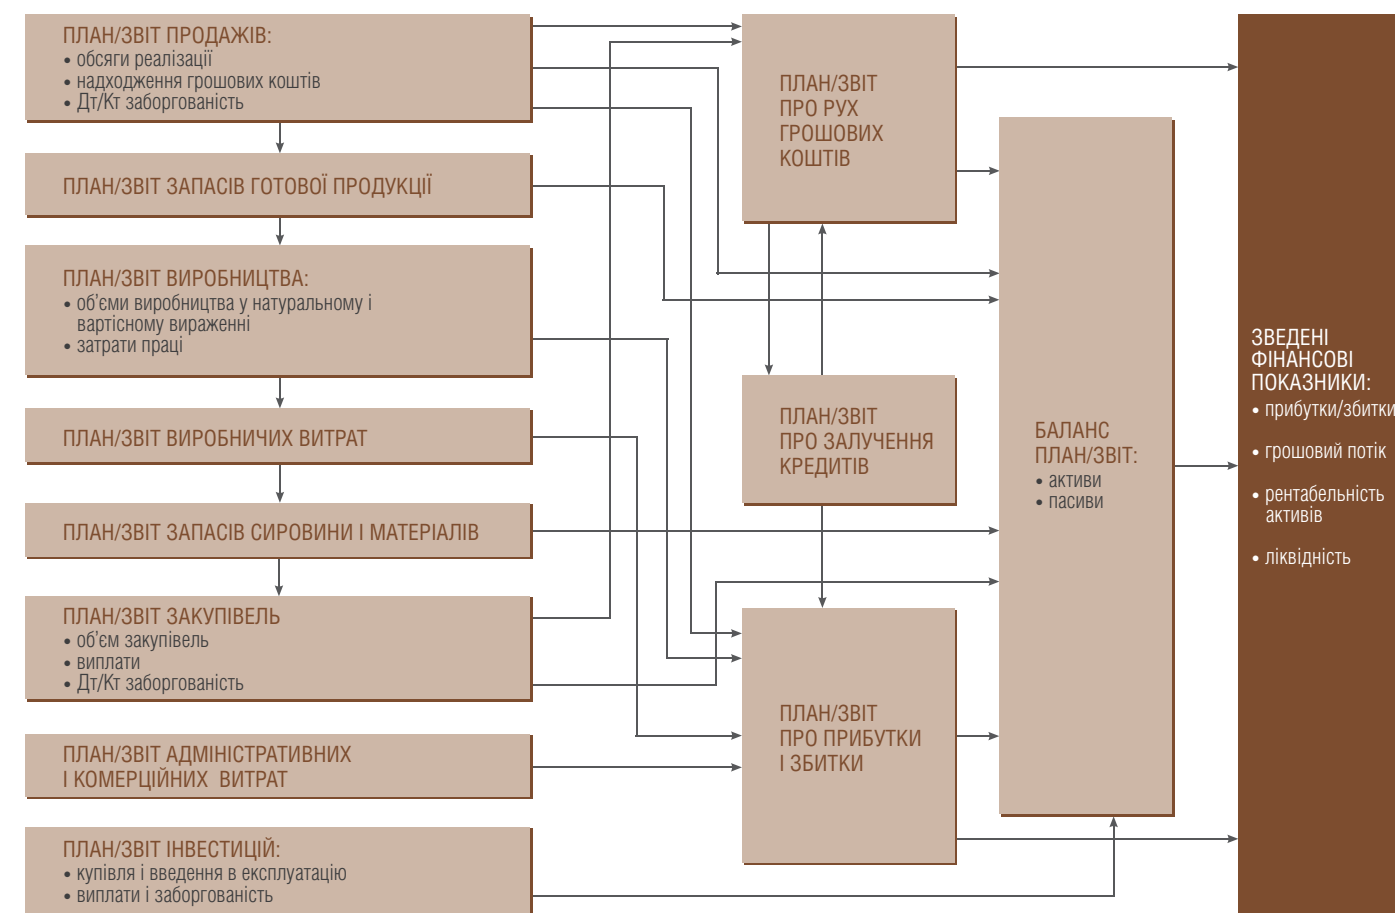 ПЛАН/ЗВІТ ПРОДАЖІВ:
• обсяги реалізації
• надходження грошових коштів
• Дт/Кт заборгованість
ПЛАН/ЗВІТ ЗАПАСІВ ГОТОВОЇ ПРОДУКЦІЇ
ПЛАН/ЗВІТ ВИРОБНИЦТВА:
• об’єми виробництва у натуральному і
вартісному вираженні
• затрати праці
ПЛАН/ЗВІТ ВИРОБНИЧИХ ВИТРАТ
ПЛАН/ЗВІТ ЗАПАСІВ СИРОВИНИ І МАТЕРІАЛІВ
ПЛАН/ЗВІТ ЗАКУПІВЕЛЬ
• об’єм закупівель
• виплати
• Дт/Кт заборгованість
ПЛАН/ЗВІТ АДМІНІСТРАТИВНИХ
І КОМЕРЦІЙНИХ ВИТРАТ
ПЛАН/ЗВІТ ІНВЕСТИЦІЙ:
• купівля і введення в експлуатацію
• виплати і заборгованість
ПЛАН/ЗВІТ
ПРО РУХ
ГРОШОВИХ
КОШТІВ
ПЛАН/ЗВІТ
ПРО ЗАЛУЧЕННЯ
КРЕДИТІВ
ПЛАН/ЗВІТ
ПРО ПРИБУТКИ
І ЗБИТКИ
БАЛАНС
ПЛАН/ЗВІТ:
• активи
• пасиви
ЗВЕДЕНІ
ФІНАНСОВІ
ПОКАЗНИКИ:
• прибутки/збитки
• грошовий потік
• рентабельність
активів
• ліквідність